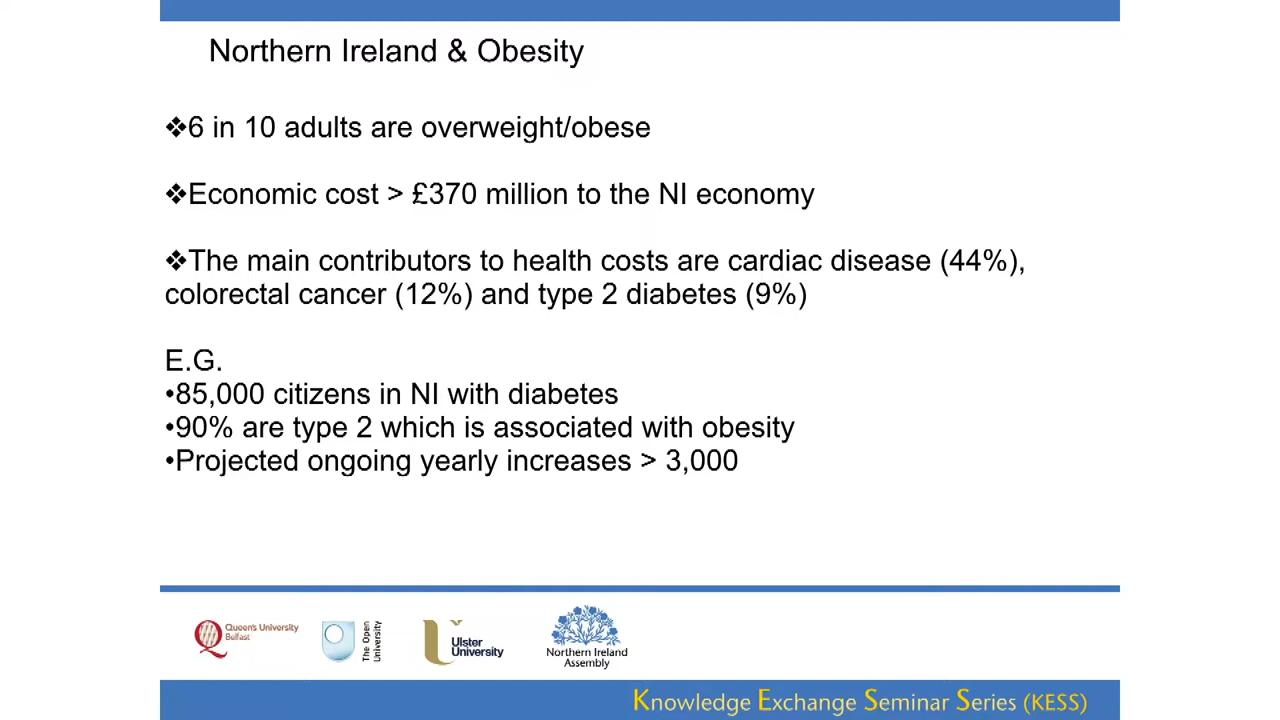 Northern Ireland & Obesity
❖6 in 10 adults are overweight/obese
❖Economic cost > £370 million to the NI economy
❖The main contributors to health costs are cardiac disease (44%),
colorectal cancer (12%) and type 2 diabetes (9%)
E.G.
•85,000 citizens in NI with diabetes
•90% are type 2 which is associated with obesity
•Projected ongoing yearly increases > 3,000
Queen's University
Belfast
The Open
University
Ulster
University
Northern Ireland
Assembly
Knowledge Exchange Seminar Series (KESS)